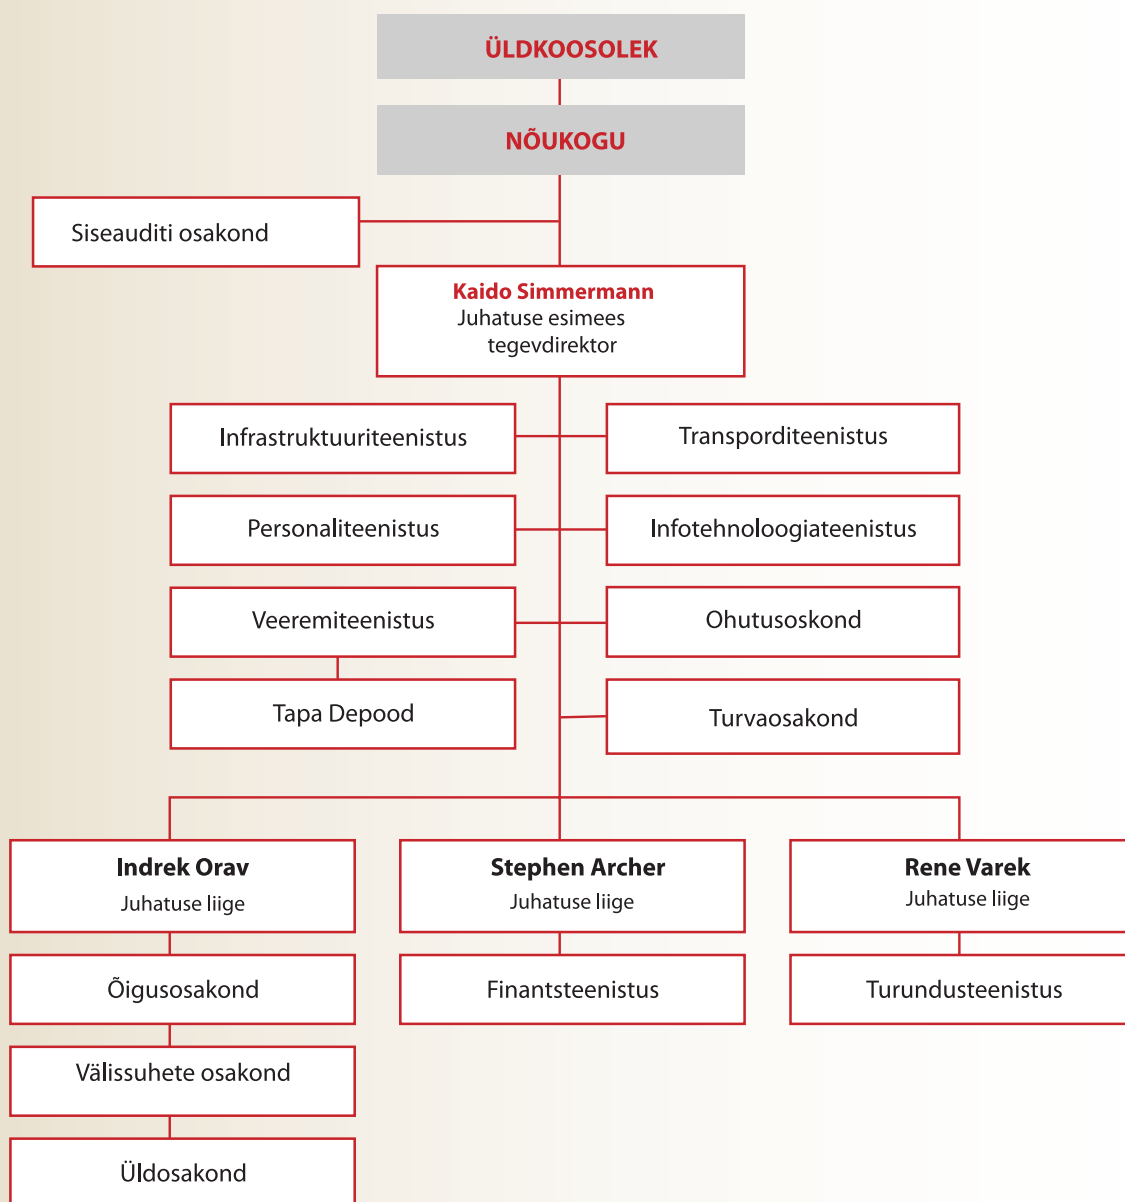 ÜLDKOOSOLEK
NÕUKOGU
Siseauditi osakond
Kaido Simmermann
Juhatuse esimees
tegevdirektor
Infrastruktuuriteenistus
Transporditeenistus
Personaliteenistus
Infotehnoloogiateenistus
Veeremiteenistus
Ohutusoskond
Tapa Depood
Turvaosakond
Indrek Orav
Juhatuse liige
Stephen Archer
Juhatuse liige
Rene Varek
Juhatuse liige
Õigusosakond
Finantsteenistus
Turundusteenistus
Välissuhete osakond
Üldosakond